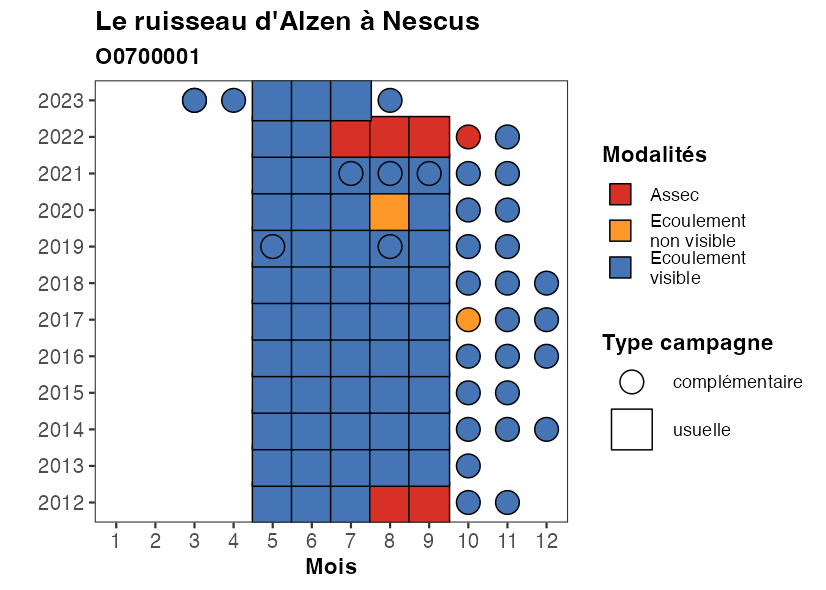 Le ruisseau d'Alzen à Nescus
O0700001
2023
2022
2021
2020
2019
2018
2017
2016
2015
2014
2013
2012
1 2 3 4 5 6 7 8 9 10 11 12
Mois
Modalités
Assec
Ecoulement
non visible
Ecoulement
visible
Type campagne
complémentaire
usuelle